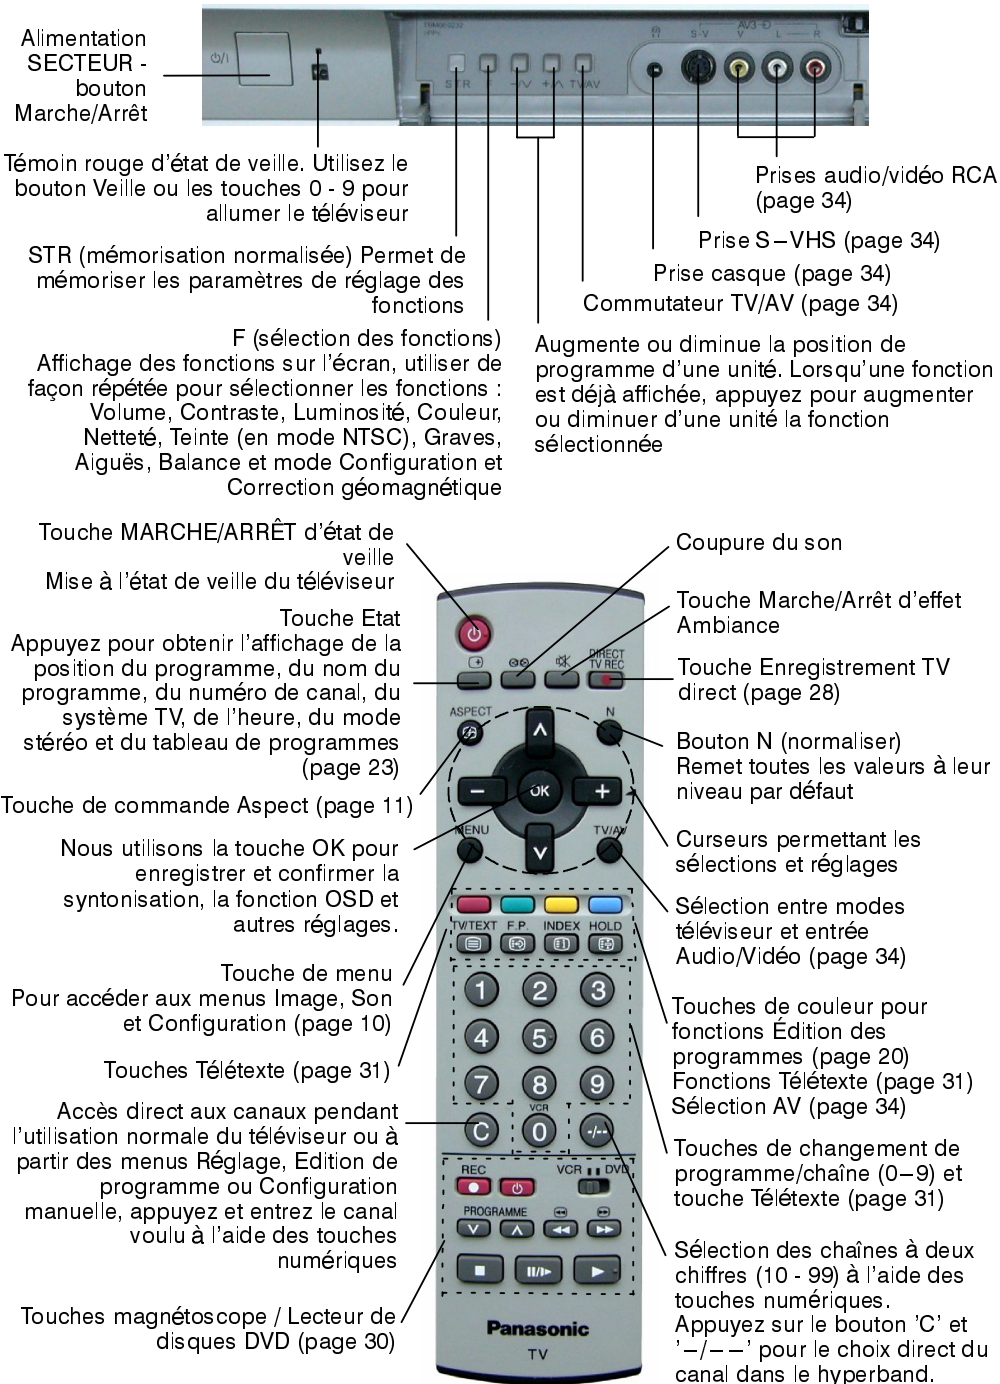 Alimentation
SECTEUR -
bouton
Marche/Arrêt
STR
F
-/∨
+/∧
TV/AV
S-V
AV3
V
L
R
Témoin rouge d'état de veille. Utilisez le
bouton Veille ou les touches 0 - 9 pour
allumer le téléviseur
STR (mémorisation normalisée) Permet de
mémoriser les paramètres de réglage des
fonctions
F (sélection des fonctions)
Affichage des fonctions sur l'écran, utiliser de
façon répétée pour sélectionner les fonctions :
Volume, Contraste, Luminosité, Couleur,
Netteté, Teinte (en mode NTSC), Graves,
Aiguës, Balance et mode Configuration et
Correction géomagnétique
Prises audio/vidéo RCA
(page 34)
Prise S–VHS (page 34)
Prise casque (page 34)
Commutateur TV/AV (page 34)
Augmente ou diminue la position de
programme d'une unité. Lorsqu'une fonction
est déjà affichée, appuyez pour augmenter
ou diminuer d'une unité la fonction
sélectionnée
Touche MARCHE/ARRÊT d'état de
veille
Mise à l'état de veille du téléviseur
Touche Etat
Appuyez pour obtenir l'affichage de la
position du programme, du nom du
programme, du numéro de canal, du
système TV, de l'heure, du mode
stéréo et du tableau de programmes
(page 23)
Touche de commande Aspect (page 11)
Nous utilisons la touche OK pour
enregistrer et confirmer la
syntonisation, la fonction OSD et
autres réglages.
Touche de menu
Pour accéder aux menus Image, Son
et Configuration (page 10)
Touches Télétexte (page 31)
Accès direct aux canaux pendant
l'utilisation normale du téléviseur ou à
partir des menus Réglage, Edition de
programme ou Configuration
manuelle, appuyez et entrez le canal
voulu à l'aide des touches
numériques
Touches magnétoscope / Lecteur de
disques DVD (page 30)
DIRECT
TV REC
ASPECT
N
OK
MENU
TV/AV
TV/TEXT F.P. INDEX HOLD
1 2 3
4 5 6
7 8 9
VCR
C 0 -/--
REC
VCR DVD
PROGRAMME
Panasonic
TV
Coupure du son
Touche Marche/Arrêt d'effet
Ambiance
Touche Enregistrement TV
direct (page 28)
Bouton N (normaliser)
Remet toutes les valeurs à leur
niveau par défaut
Curseurs permettant les
sélections et réglages
Sélection entre modes
téléviseur et entrée
Audio/Vidéo (page 34)
Touches de couleur pour
fonctions Édition des
programmes (page 20)
Fonctions Télétexte (page 31)
Sélection AV (page 34)
Touches de changement de
programme/chaîne (0–9) et
touche Télétexte (page 31)
Sélection des chaînes à deux
chiffres (10 - 99) à l'aide des
touches numériques.
Appuyez sur le bouton 'C' et
'–/––' pour le choix direct du
canal dans le hyperband.